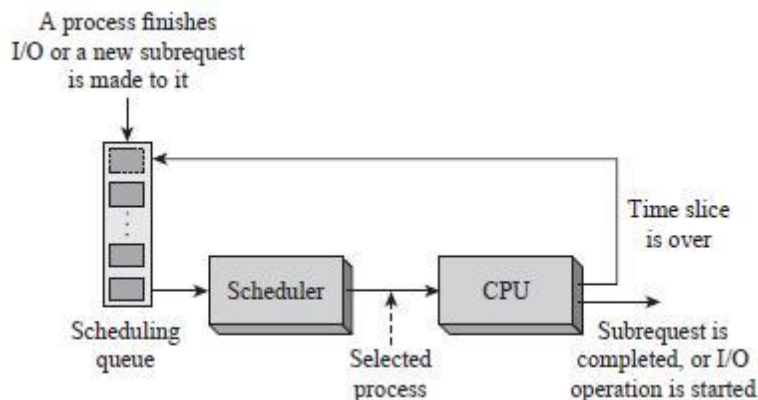 A process finishes
I/O or a new subrequest
is made to it
Time slice
is over
Scheduler
CPU
Scheduling
queue
Selected
process
Subrequest is
completed, or I/O
operation is started